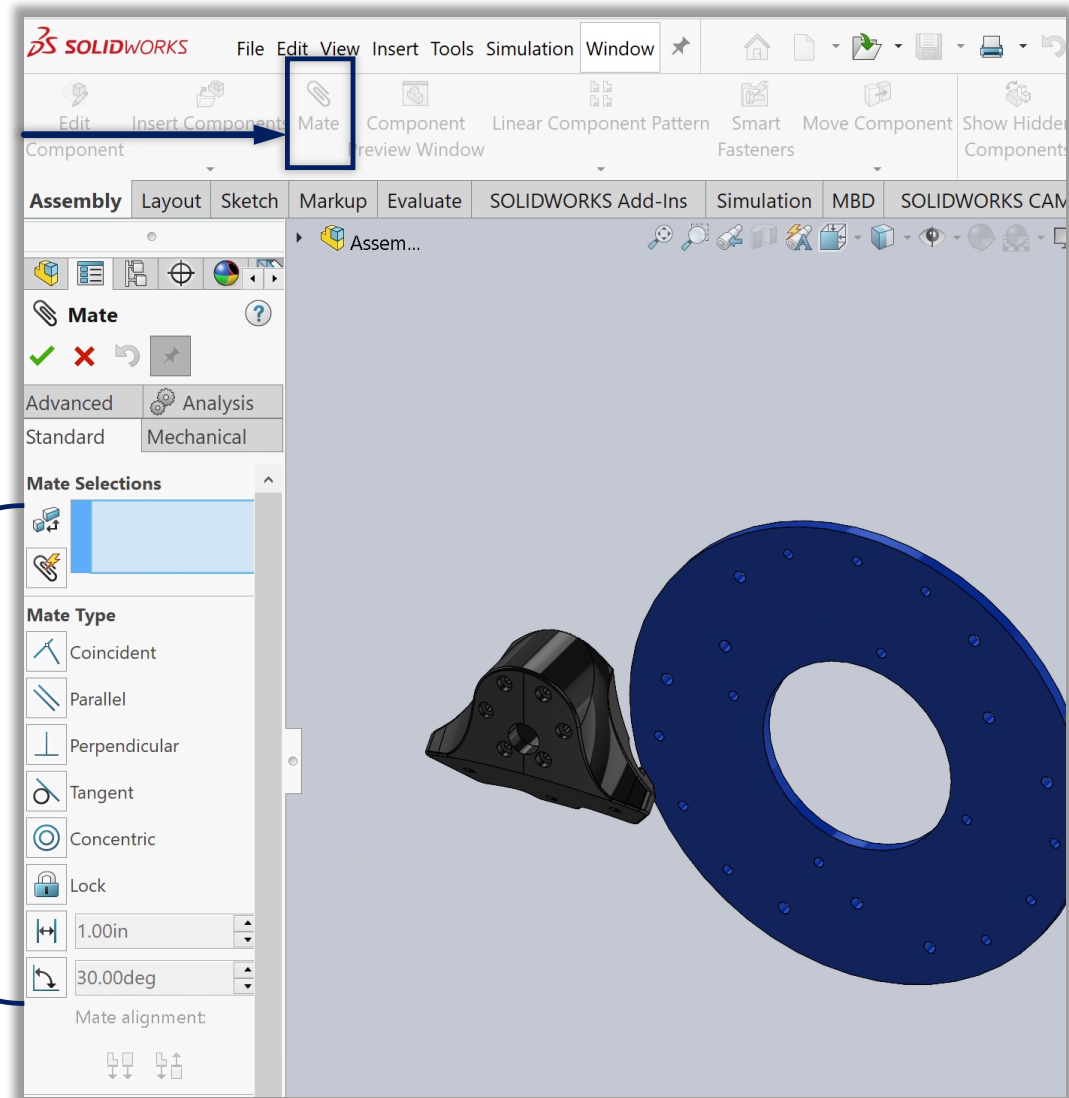 SOLIDWORKS File Edit View Insert Tools Simulation Window
Edit Component Insert Components Mate Component Preview Window Linear Component Pattern Smart Fasteners Move Component Show Hidden Components
Assembly Layout Sketch Markup Evaluate SOLIDWORKS Add-Ins Simulation MBD SOLIDWORKS CAM
Assem...
Mate ?
Advanced Analysis
Standard Mechanical
Mate Selections
Mate Type
Coincident
Parallel
Perpendicular
Tangent
Concentric
Lock
1.00in
30.00deg
Mate alignment: